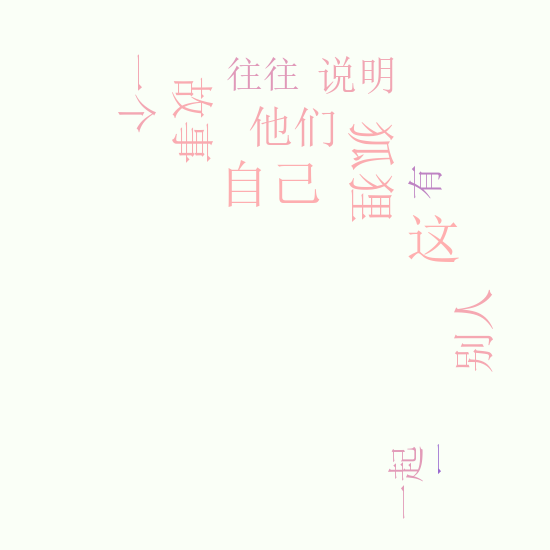 一个
故事
往往
说明
他们
狐狸
自己
有
这
别人
一起
一